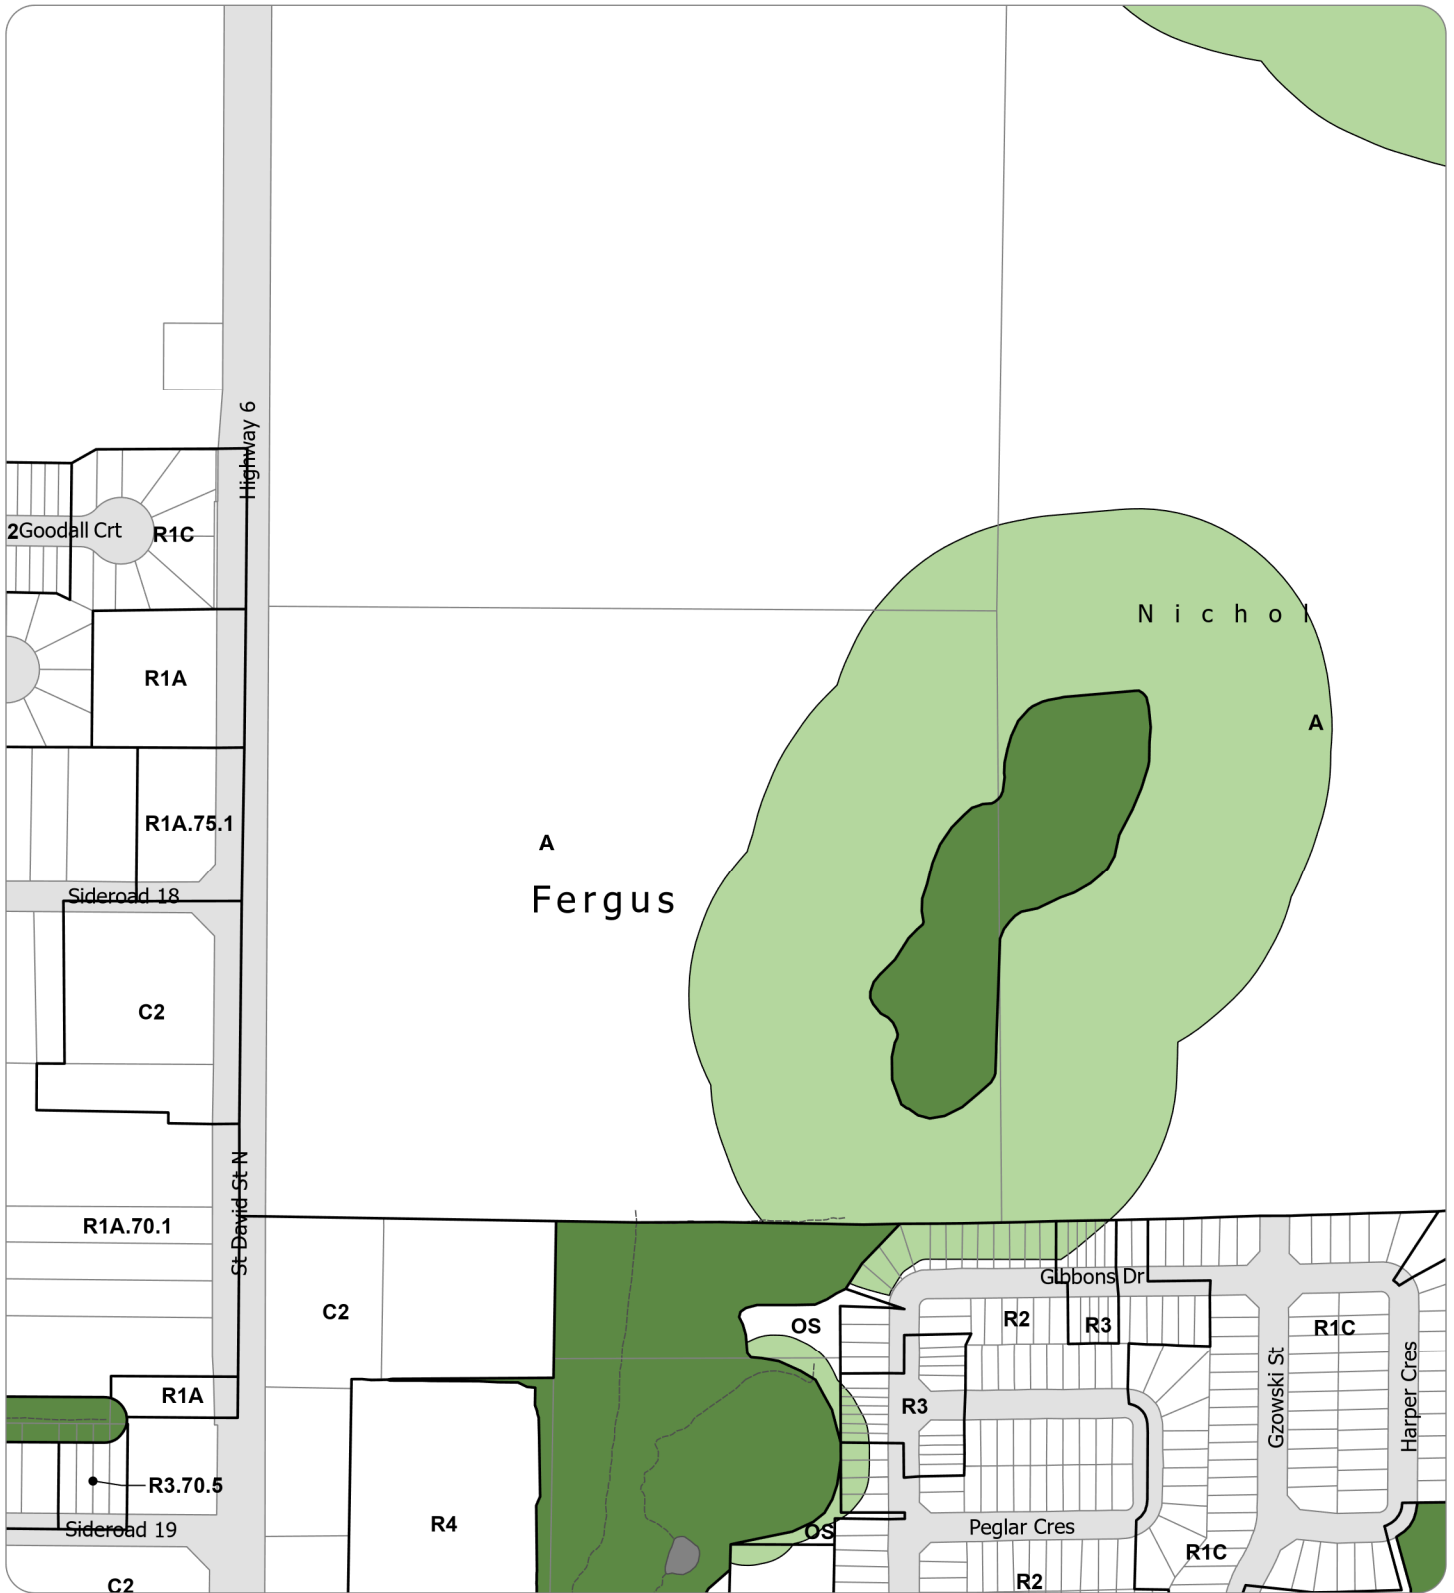 Highway 6
2
Goodall Crt
R1C
N i c h o l
R1A
A
R1A.75.1
A
Fergus
Sideroad 18
C2
St David St N
R1A.70.1
Gibbons Dr
C2
OS
R2
R3
R1C
R1A
R3
Gzowski St
Harper Cres
R3.70.5
R4
Sideroad 19
OS
Peglar Cres
R1C
R2
C2